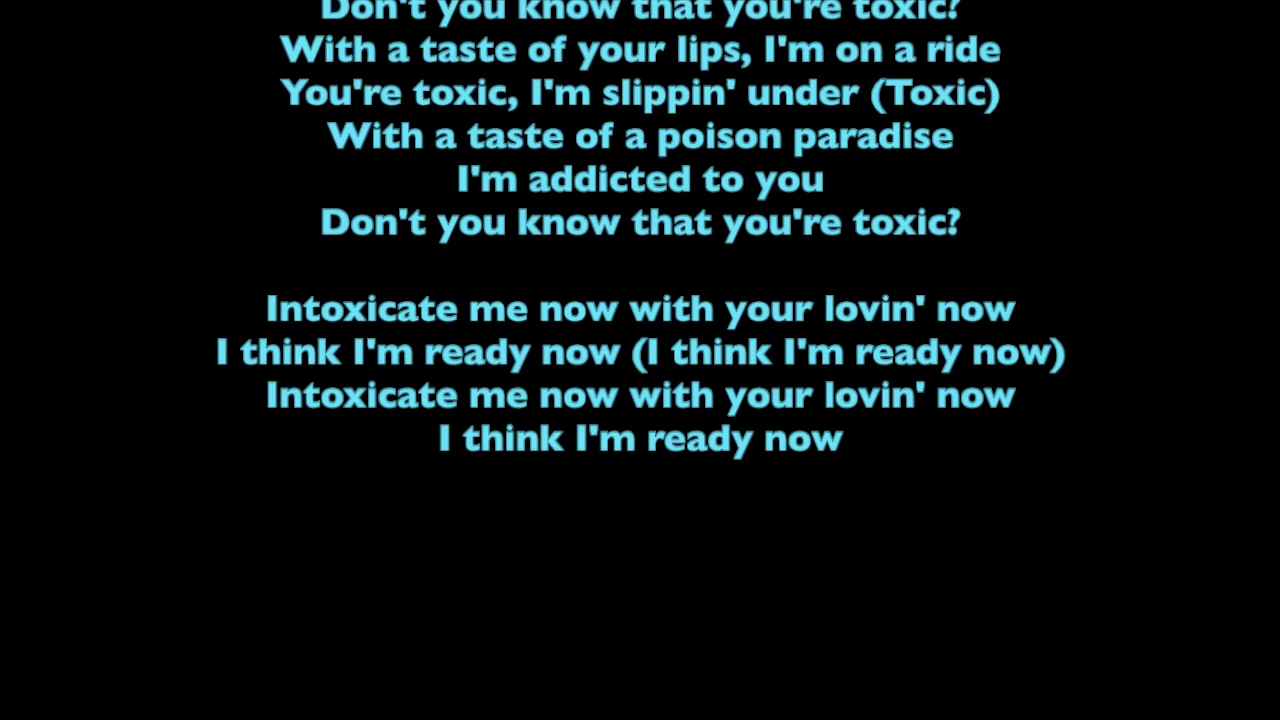 Don't you know that you're toxic?
With a taste of your lips, I'm on a ride
You're toxic, I'm slippin' under (Toxic)
With a taste of a poison paradise
I'm addicted to you
Don't you know that you're toxic?
Intoxicate me now with your lovin' now
I think I'm ready now (I think I'm ready now)
Intoxicate me now with your lovin' now
I think I'm ready now